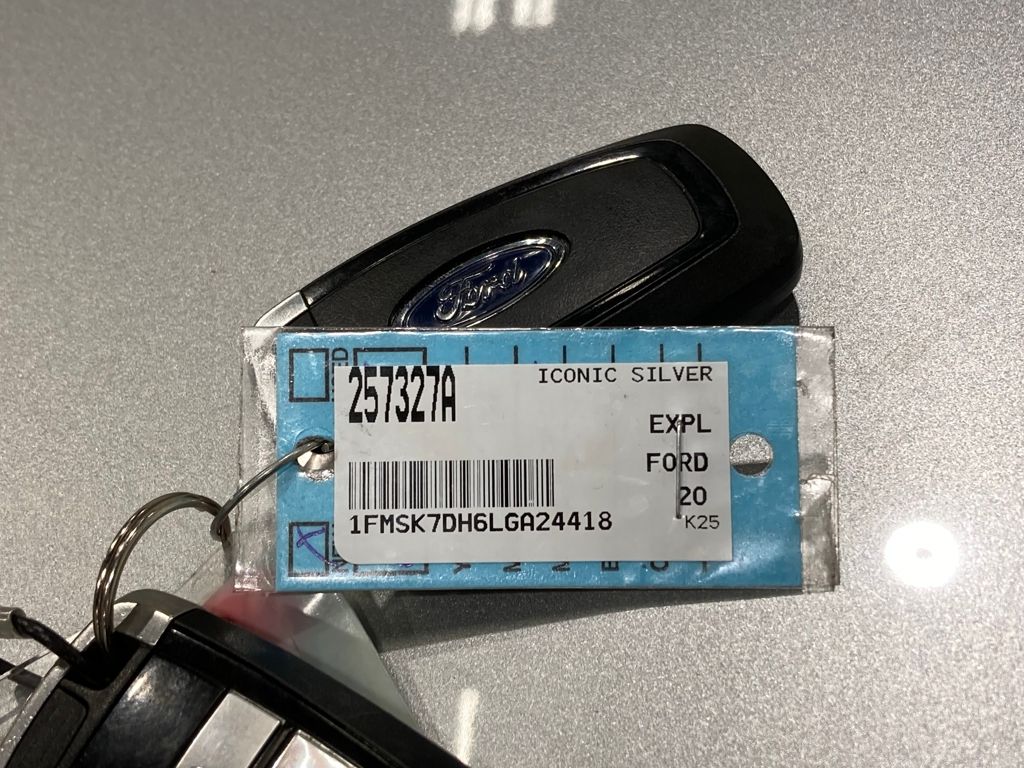 Ford
257327A
ICONIC SILVER
EXPL
FORD
20
1FMSK7DH6LGA24418
K25